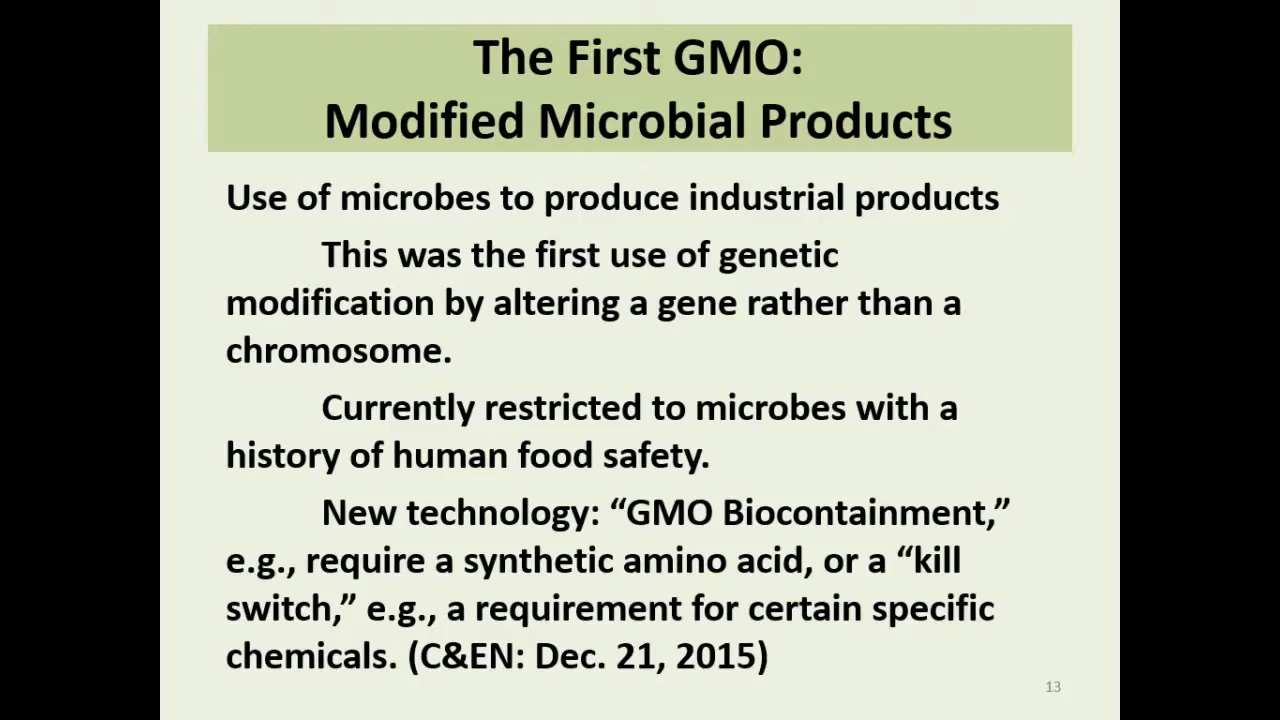 The First GMO:
Modified Microbial Products
Use of microbes to produce industrial products
This was the first use of genetic
modification by altering a gene rather than a
chromosome.
Currently restricted to microbes with a
history of human food safety.
New technology: “GMO Biocontainment,”
e.g., require a synthetic amino acid, or a “kill
switch,” e.g., a requirement for certain specific
chemicals. (C&EN: Dec. 21, 2015)
13